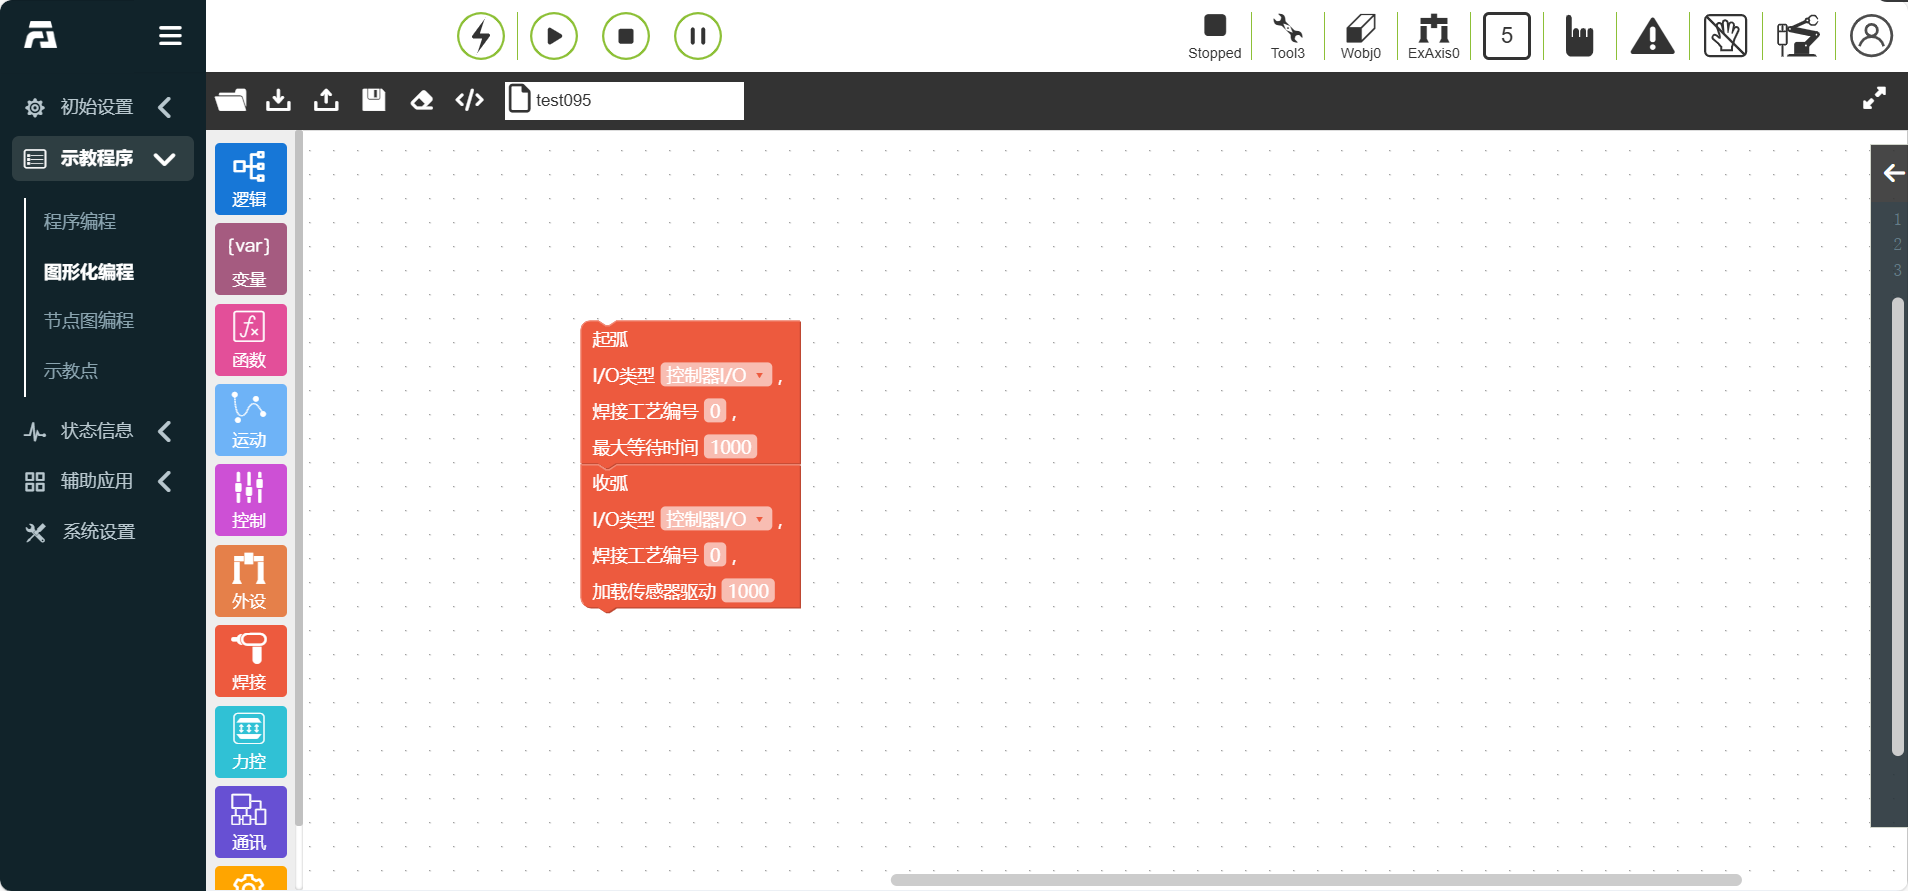 Stopped
Tool3
Wobj0
ExAxis0
5
初始设置
示教程序
程序编程
图形化编程
节点图编程
示教点
状态信息
辅助应用
系统设置
test095
逻辑
{var}
变量
fx
函数
运动
控制
外设
焊接
力控
通讯
起弧
I/O类型 控制器I/O ,
焊接工艺编号 0 ,
最大等待时间 1000
收弧
I/O类型 控制器I/O ,
焊接工艺编号 0 ,
加载传感器驱动 1000
1
2
3